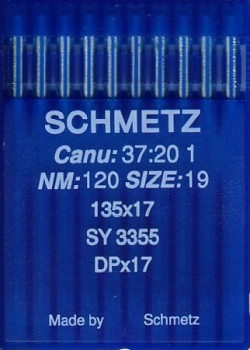 SCHMETZ
Canu: 37:20 1
NM:120 SIZE:19
135x17
SY 3355
DPx17
Made by Schmetz